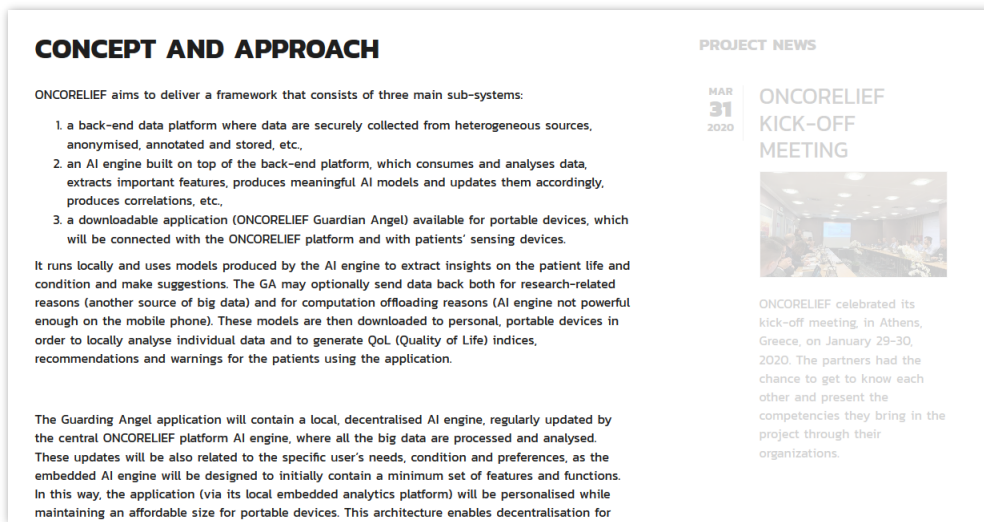 CONCEPT AND APPROACH
ONCORELIEF aims to deliver a framework that consists of three main sub-systems:
1. a back-end data platform where data are securely collected from heterogeneous sources,
anonymised, annotated and stored, etc.,
2. an AI engine built on top of the back-end platform, which consumes and analyses data,
extracts important features, produces meaningful AI models and updates them accordingly,
produces correlations, etc.,
3. a downloadable application (ONCORELIEF Guardian Angel) available for portable devices, which
will be connected with the ONCORELIEF platform and with patients' sensing devices.
It runs locally and uses models produced by the AI engine to extract insights on the patient life and
condition and make suggestions. The GA may optionally send data back both for research-related
reasons (another source of big data) and for computation offloading reasons (AI engine not powerful
enough on the mobile phone). These models are then downloaded to personal, portable devices in
order to locally analyse individual data and to generate QoL (Quality of Life) indices,
recommendations and warnings for the patients using the application.
The Guarding Angel application will contain a local, decentralised AI engine, regularly updated by
the central ONCORELIEF platform AI engine, where all the big data are processed and analysed.
These updates will be also related to the specific user's needs, condition and preferences, as the
embedded AI engine will be designed to initially contain a minimum set of features and functions.
In this way, the application (via its local embedded analytics platform) will be personalised while
maintaining an affordable size for portable devices. This architecture enables decentralisation for
PROJECT NEWS
MAR
31
2020
ONCORELIEF
KICK-OFF
MEETING
ONCORELIEF celebrated its
kick-off meeting, in Athens,
Greece, on January 29-30,
2020. The partners had the
chance to get to know each
other and present the
competencies they bring in the
project through their
organizations.